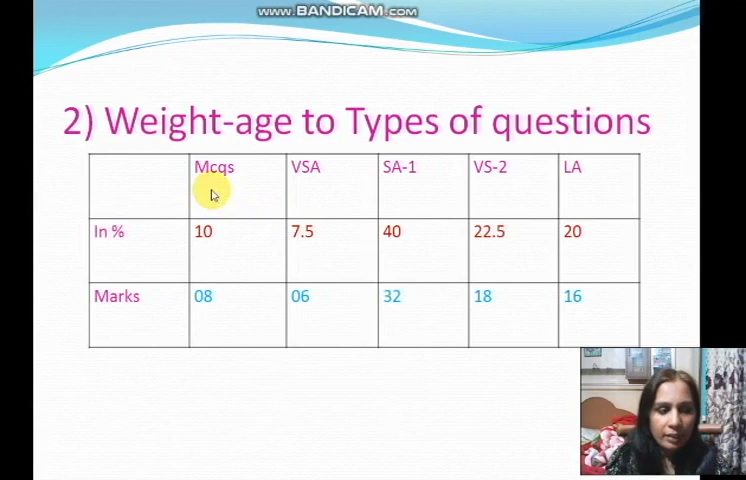 www.BANDICAM.com
2) Weight-age to Types of questions
Mcqs VSA SA-1 VS-2 LA
In % 10 7.5 40 22.5 20
Marks 08 06 32 18 16